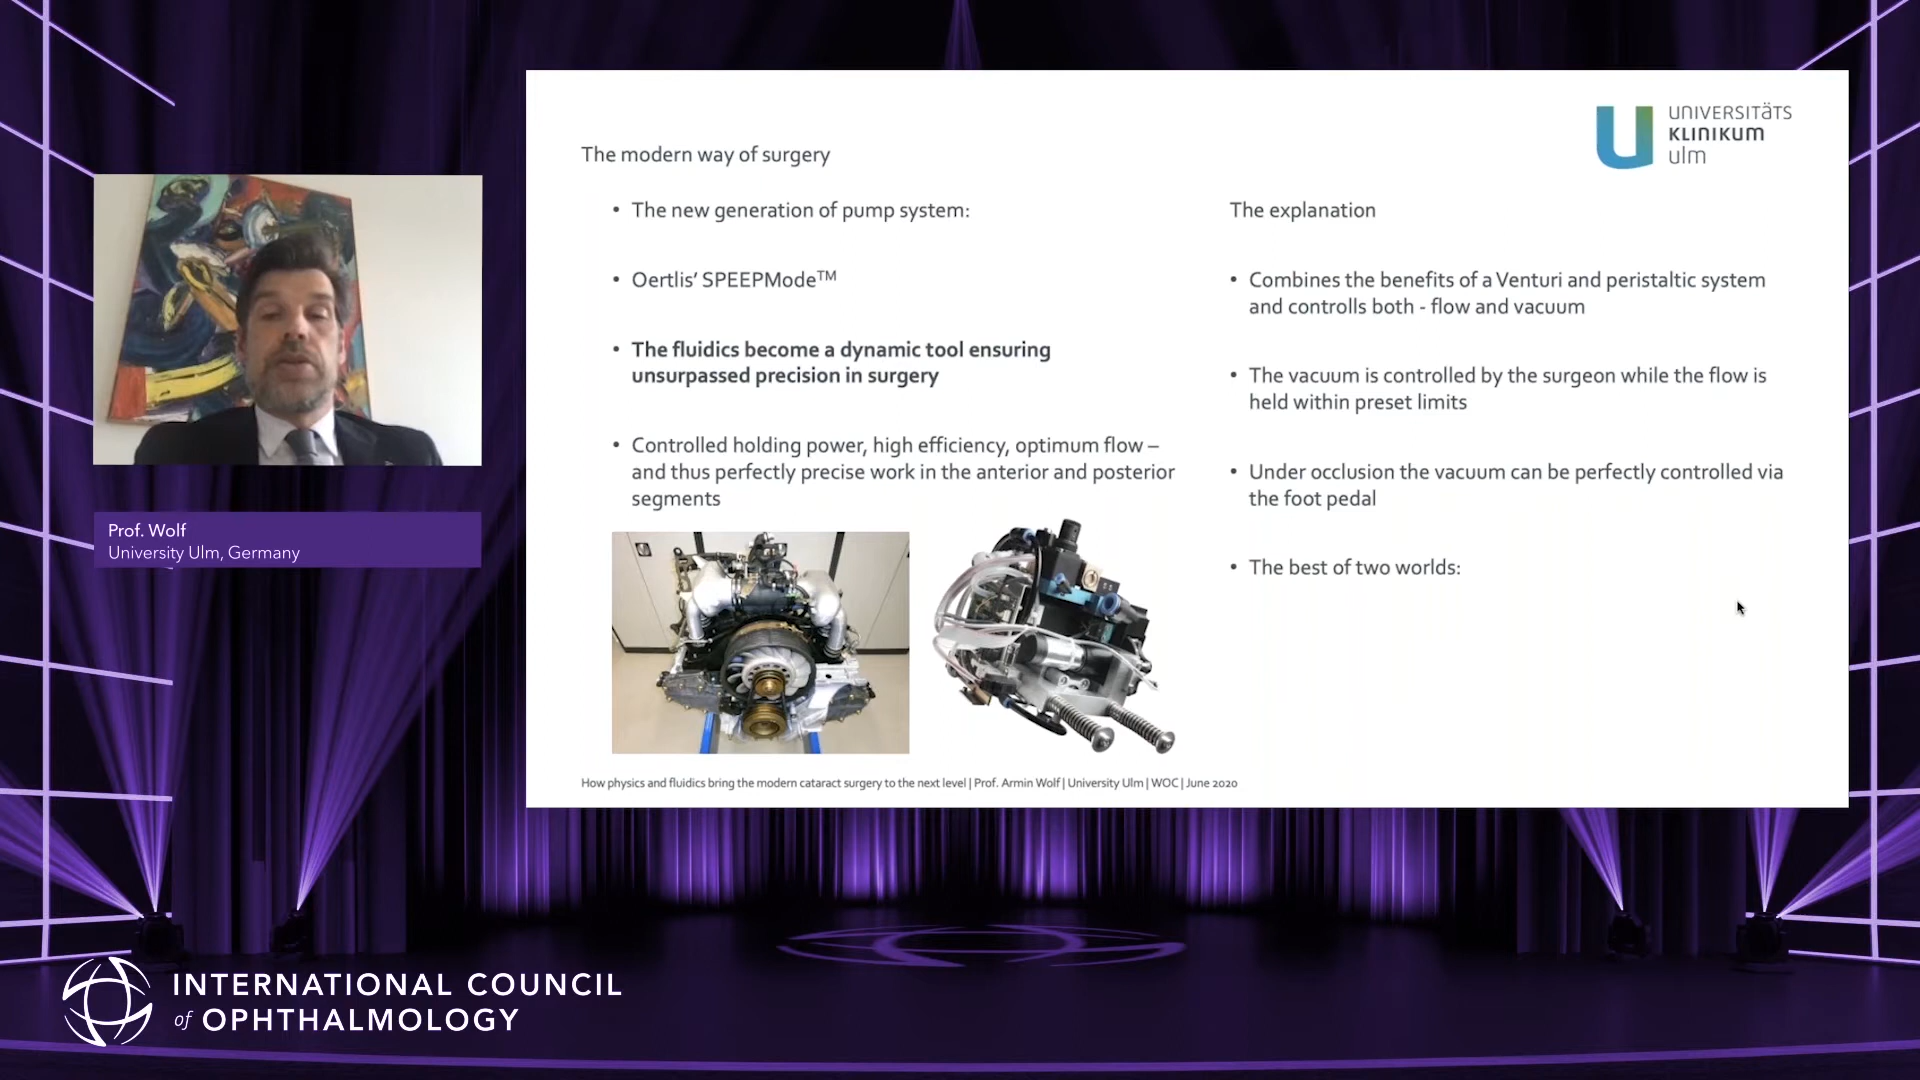 UNIVERSITÄTS
KLINIKUM
ulm
The modern way of surgery
• The new generation of pump system:
• Oertlis’ SPEEPMode™
• The fluidics become a dynamic tool ensuring
unsurpassed precision in surgery
• Controlled holding power, high efficiency, optimum flow –
and thus perfectly precise work in the anterior and posterior
segments
The explanation
• Combines the benefits of a Venturi and peristaltic system
and controlls both - flow and vacuum
• The vacuum is controlled by the surgeon while the flow is
held within preset limits
• Under occlusion the vacuum can be perfectly controlled via
the foot pedal
• The best of two worlds:
How physics and fluidics bring the modern cataract surgery to the next level | Prof. Armin Wolf | University Ulm | WOC | June 2020
Prof. Wolf
University Ulm, Germany
INTERNATIONAL COUNCIL
of OPHTHALMOLOGY